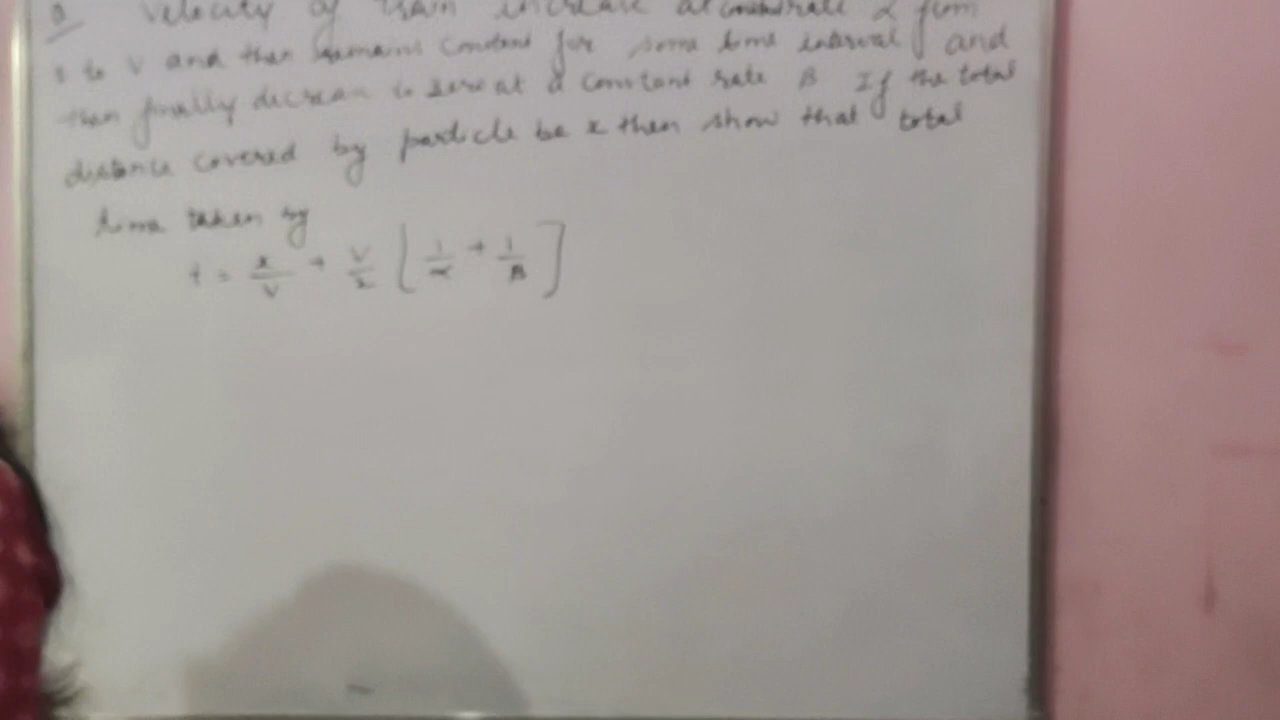 Q Velocity of train increase at constant rate α from
0 to V and then remains constant for some time interval and
then finally decrease to zero at a constant rate B If the total
distance covered by particle be x then show that total
time taken by
t = x/V + V/2 [1/α + 1/B]